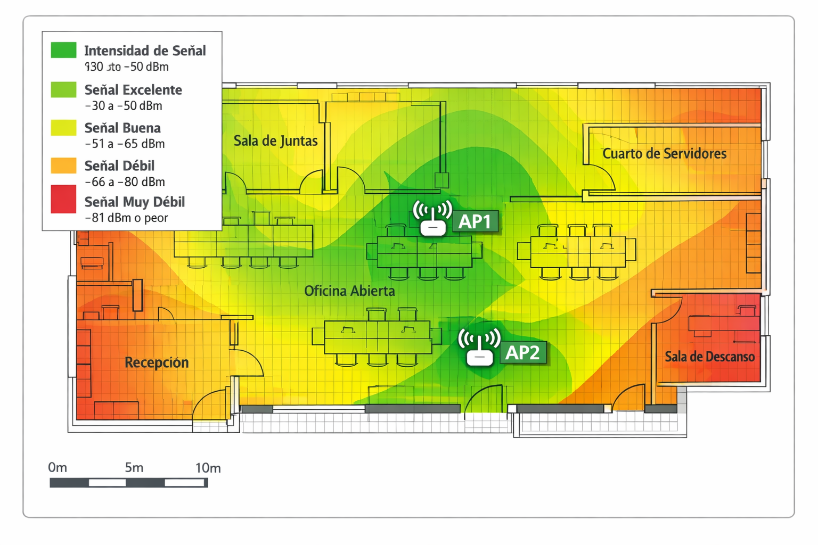 Intensidad de Señal
-50 dBm
Señal Excelente
-30 a -50 dBm
Señal Buena
-51 a -65 dBm
Señal Débil
-66 a -80 dBm
Señal Muy Débil
-81 dBm o peor
Sala de Juntas
Cuarto de Servidores
AP1
Oficina Abierta
AP2
Recepción
Sala de Descanso
0m
5m
10m